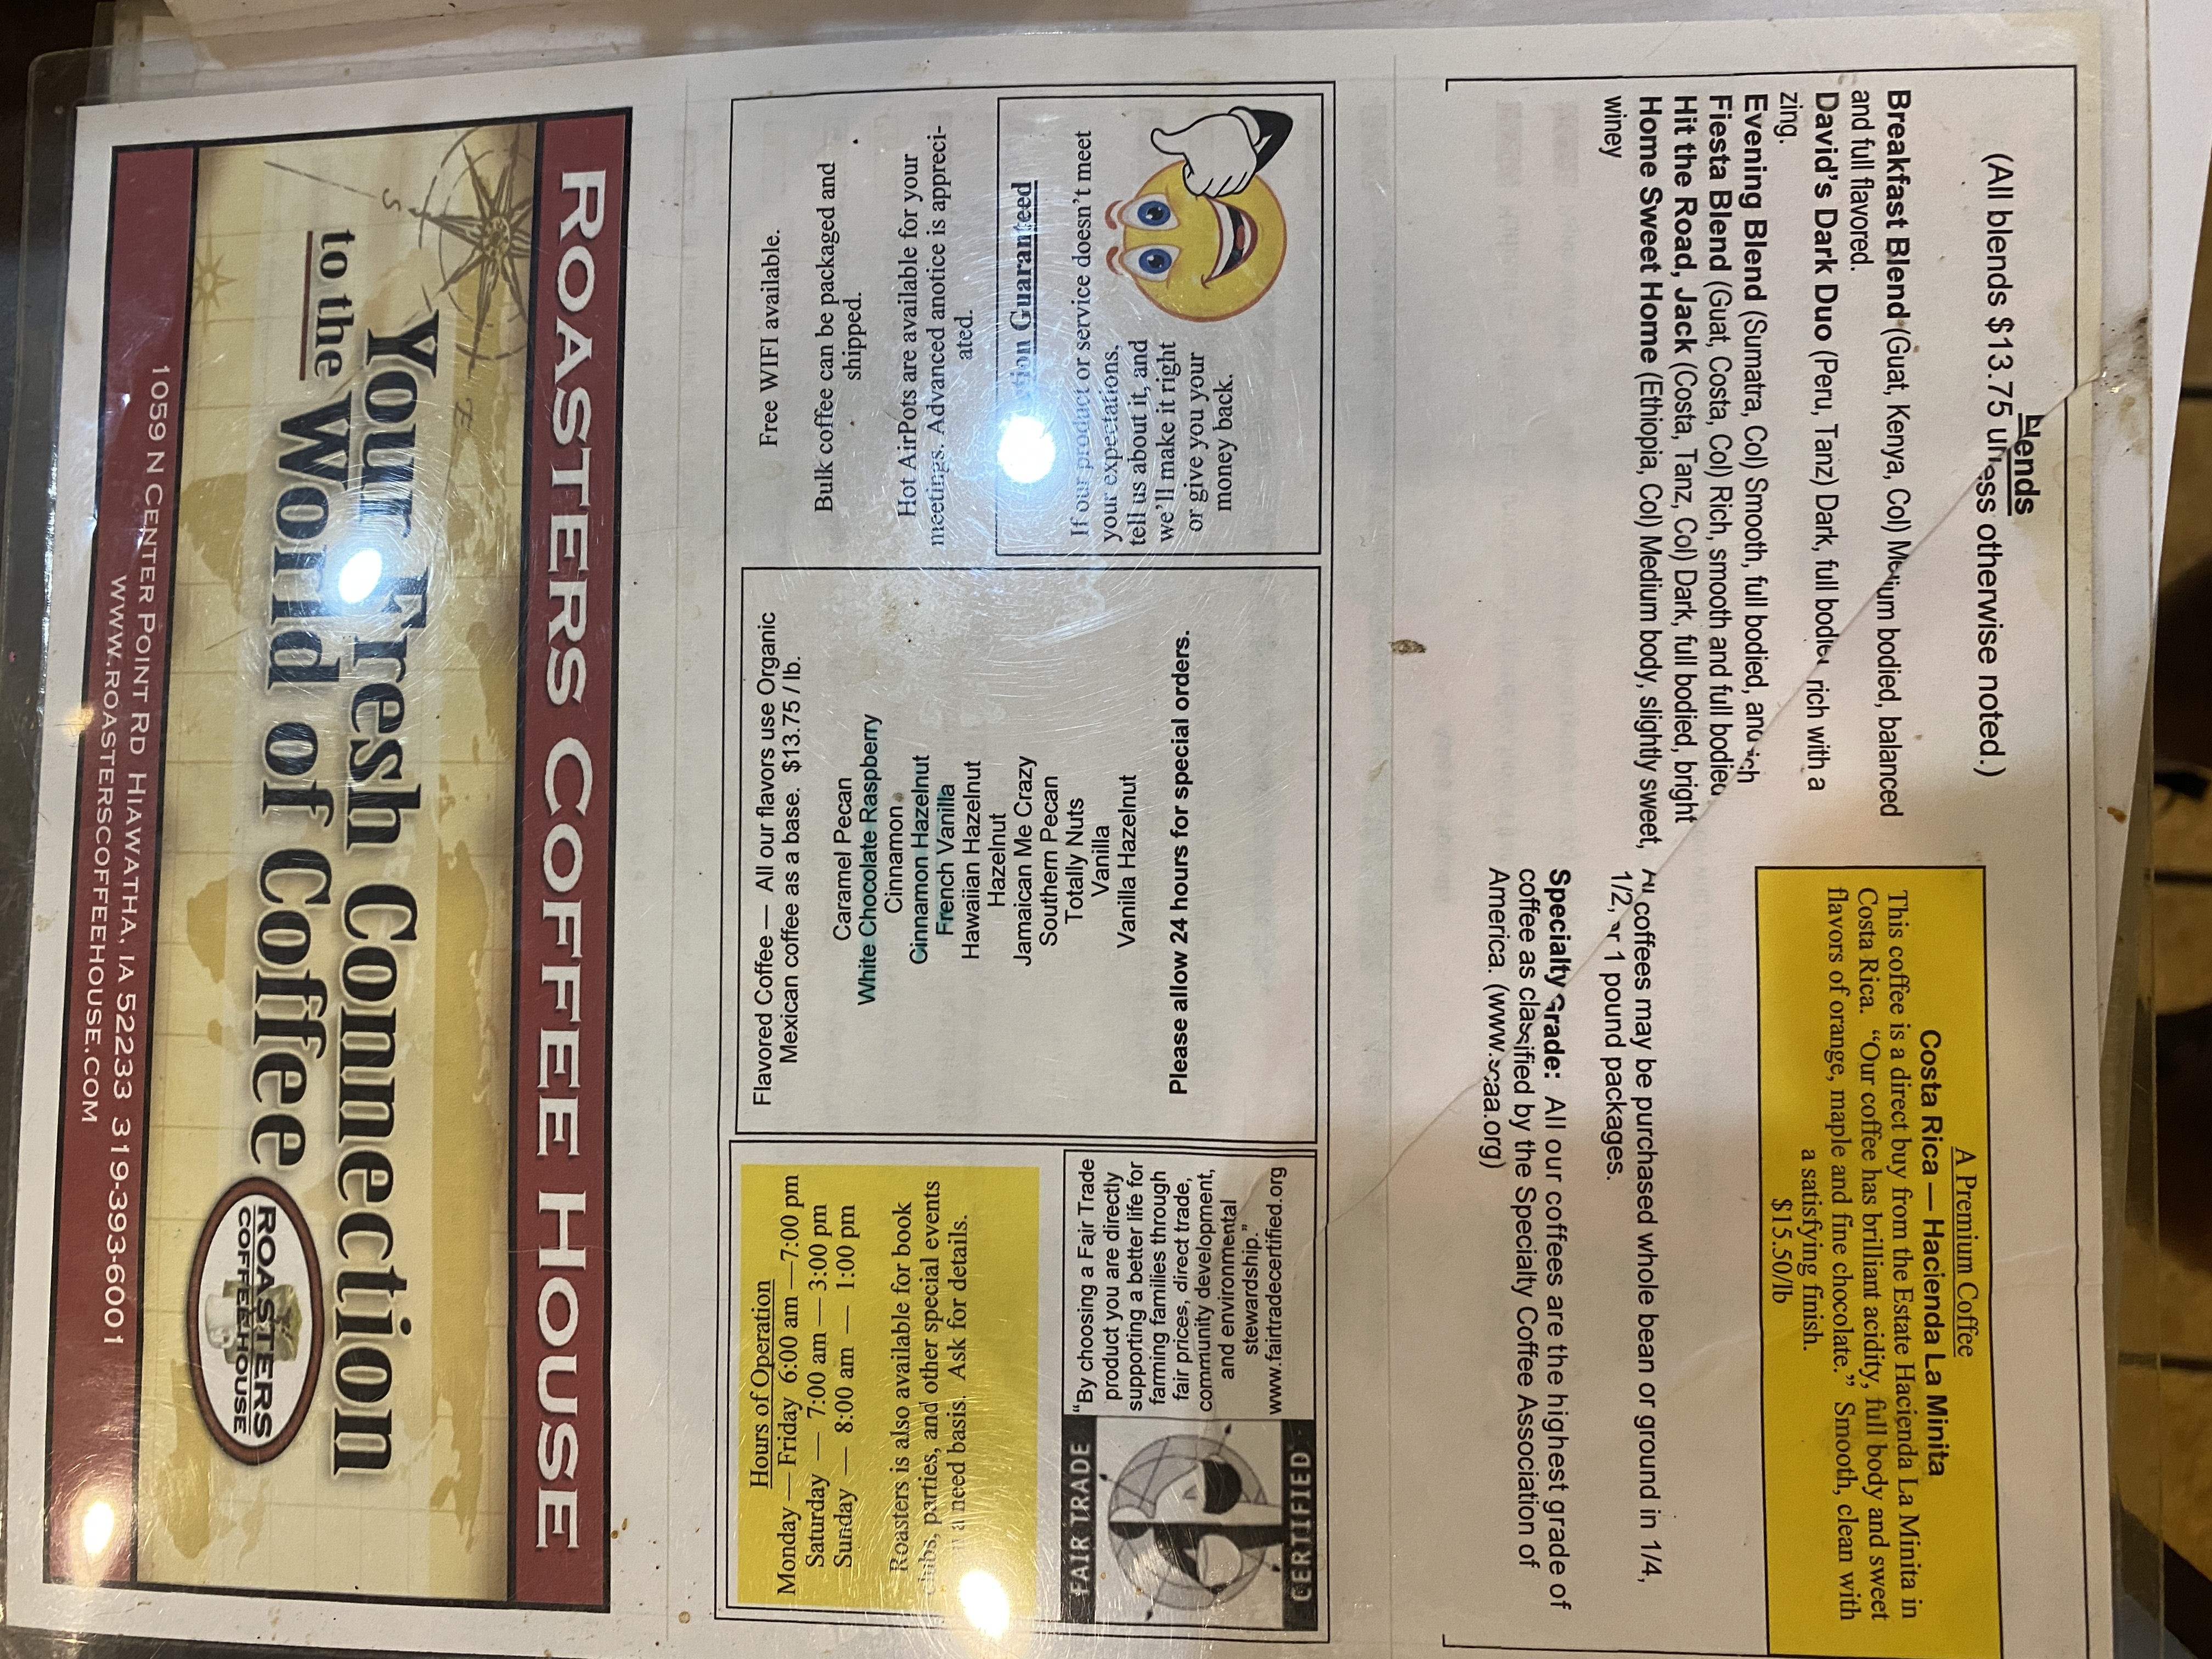 ROASTERS COFFEE HOUSE
Your Fresh Connection
to the World of Coffee
ROASTERS
COFFEE HOUSE
S
E
1059 N CENTER POINT RD HIAWATHA, IA 52233 319-393-6001
WWW.ROASTERSCOFFEEHOUSE.COM
Hours of Operation
Monday — Friday 6:00 am —7:00 pm
Saturday — 7:00 am — 3:00 pm
Sunday — 8:00 am — 1:00 pm
Roasters is also available for book
clubs, parties, and other special events
a need basis. Ask for details.
FAIR TRADE
CERTIFIED
“By choosing a Fair Trade
product you are directly
supporting a better life for
farming families through
fair prices, direct trade,
community development,
and environmental
stewardship.”
www.fairtradecertified.org
Flavored Coffee — All our flavors use Organic
Mexican coffee as a base. $13.75 / lb.
Caramel Pecan
White Chocolate Raspberry
Cinnamon
Cinnamon Hazelnut
French Vanilla
Hawaiian Hazelnut
Hazelnut
Jamaican Me Crazy
Southern Pecan
Totally Nuts
Vanilla
Vanilla Hazelnut
Please allow 24 hours for special orders.
Free WIFI available.
Bulk coffee can be packaged and
shipped.
Hot AirPots are available for your
meetings. Advanced anotice is appreci-
ated.
Guaranteed
If our product or service doesn’t meet
your expectations,
tell us about it, and
we’ll make it right
or give you your
money back.
Blends
(All blends $13.75 unless otherwise noted.)
Breakfast Blend (Guat, Kenya, Col) Medium bodied, balanced
and full flavored.
David's Dark Duo (Peru, Tanz) Dark, full bodied, rich with a
zing.
Evening Blend (Sumatra, Col) Smooth, full bodied, and rich
Fiesta Blend (Guat, Costa, Col) Rich, smooth and full bodied
Hit the Road, Jack (Costa, Tanz, Col) Dark, full bodied, bright
Home Sweet Home (Ethiopia, Col) Medium body, slightly sweet,
winey
A Premium Coffee
Costa Rica — Hacienda La Minita
This coffee is a direct buy from the Estate Hacienda La Minita in
Costa Rica. “Our coffee has brilliant acidity, full body and sweet
flavors of orange, maple and fine chocolate.” Smooth, clean with
a satisfying finish.
$15.50/lb
All coffees may be purchased whole bean or ground in 1/4,
1/2, or 1 pound packages.
Specialty Grade: All our coffees are the highest grade of
coffee as classified by the Specialty Coffee Association of
America. (www.scaa.org)